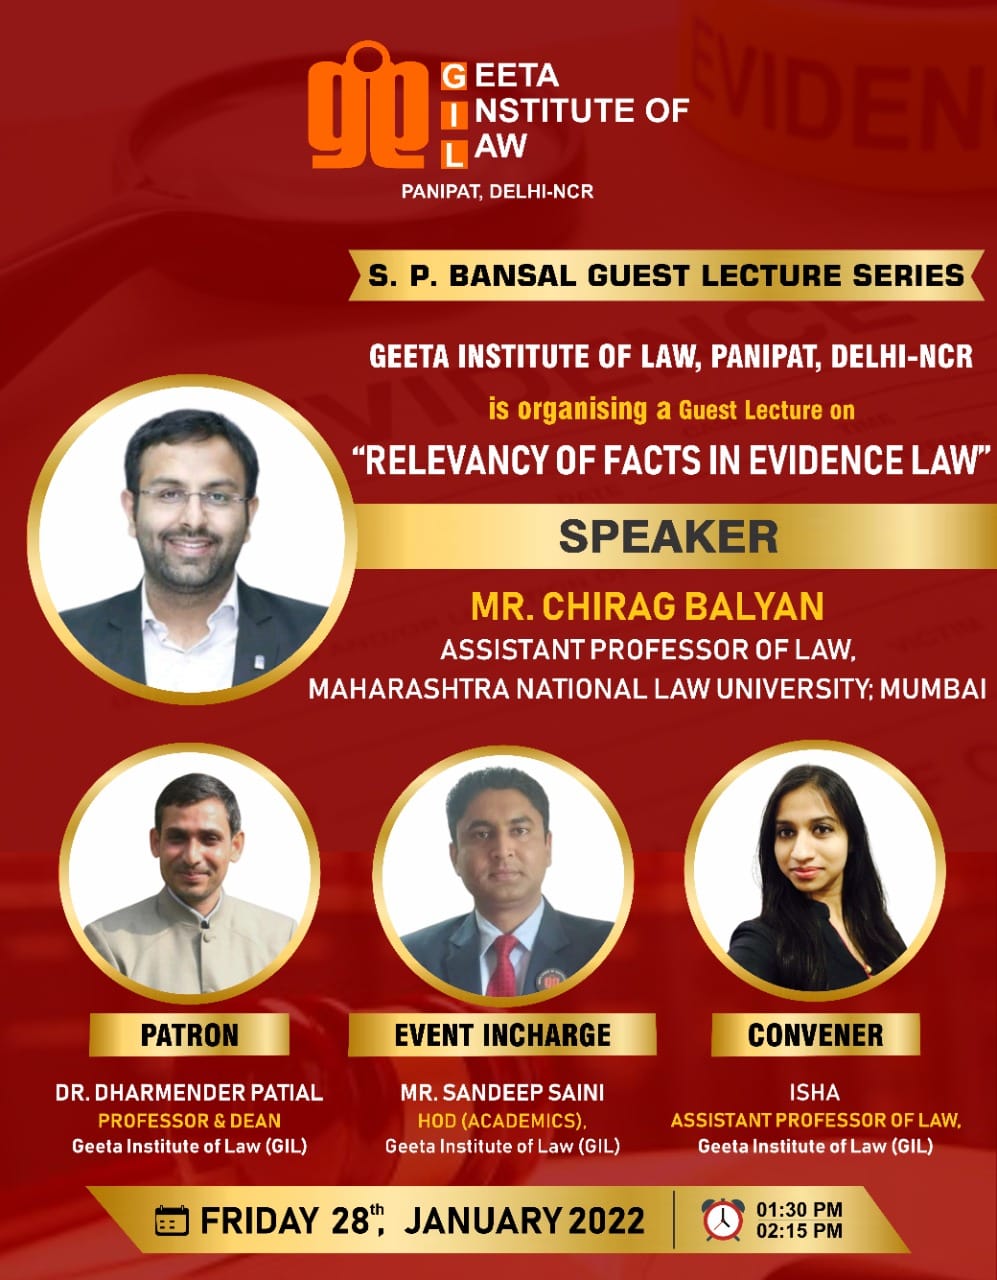 GEETA
INSTITUTE OF
LAW
PANIPAT, DELHI-NCR
EVIDEN
S. P. BANSAL GUEST LECTURE SERIES
GEETA INSTITUTE OF LAW, PANIPAT, DELHI-NCR
is organising a Guest Lecture on
“RELEVANCY OF FACTS IN EVIDENCE LAW”
SPEAKER
MR. CHIRAG BALYAN
ASSISTANT PROFESSOR OF LAW,
MAHARASHTRA NATIONAL LAW UNIVERSITY; MUMBAI
PATRON
DR. DHARMENDER PATIAL
PROFESSOR & DEAN
Geeta Institute of Law (GIL)
EVENT INCHARGE
MR. SANDEEP SAINI
HOD (ACADEMICS),
Geeta Institute of Law (GIL)
CONVENER
ISHA
ASSISTANT PROFESSOR OF LAW,
Geeta Institute of Law (GIL)
FRIDAY 28th, JANUARY 2022
01:30 PM
02:15 PM